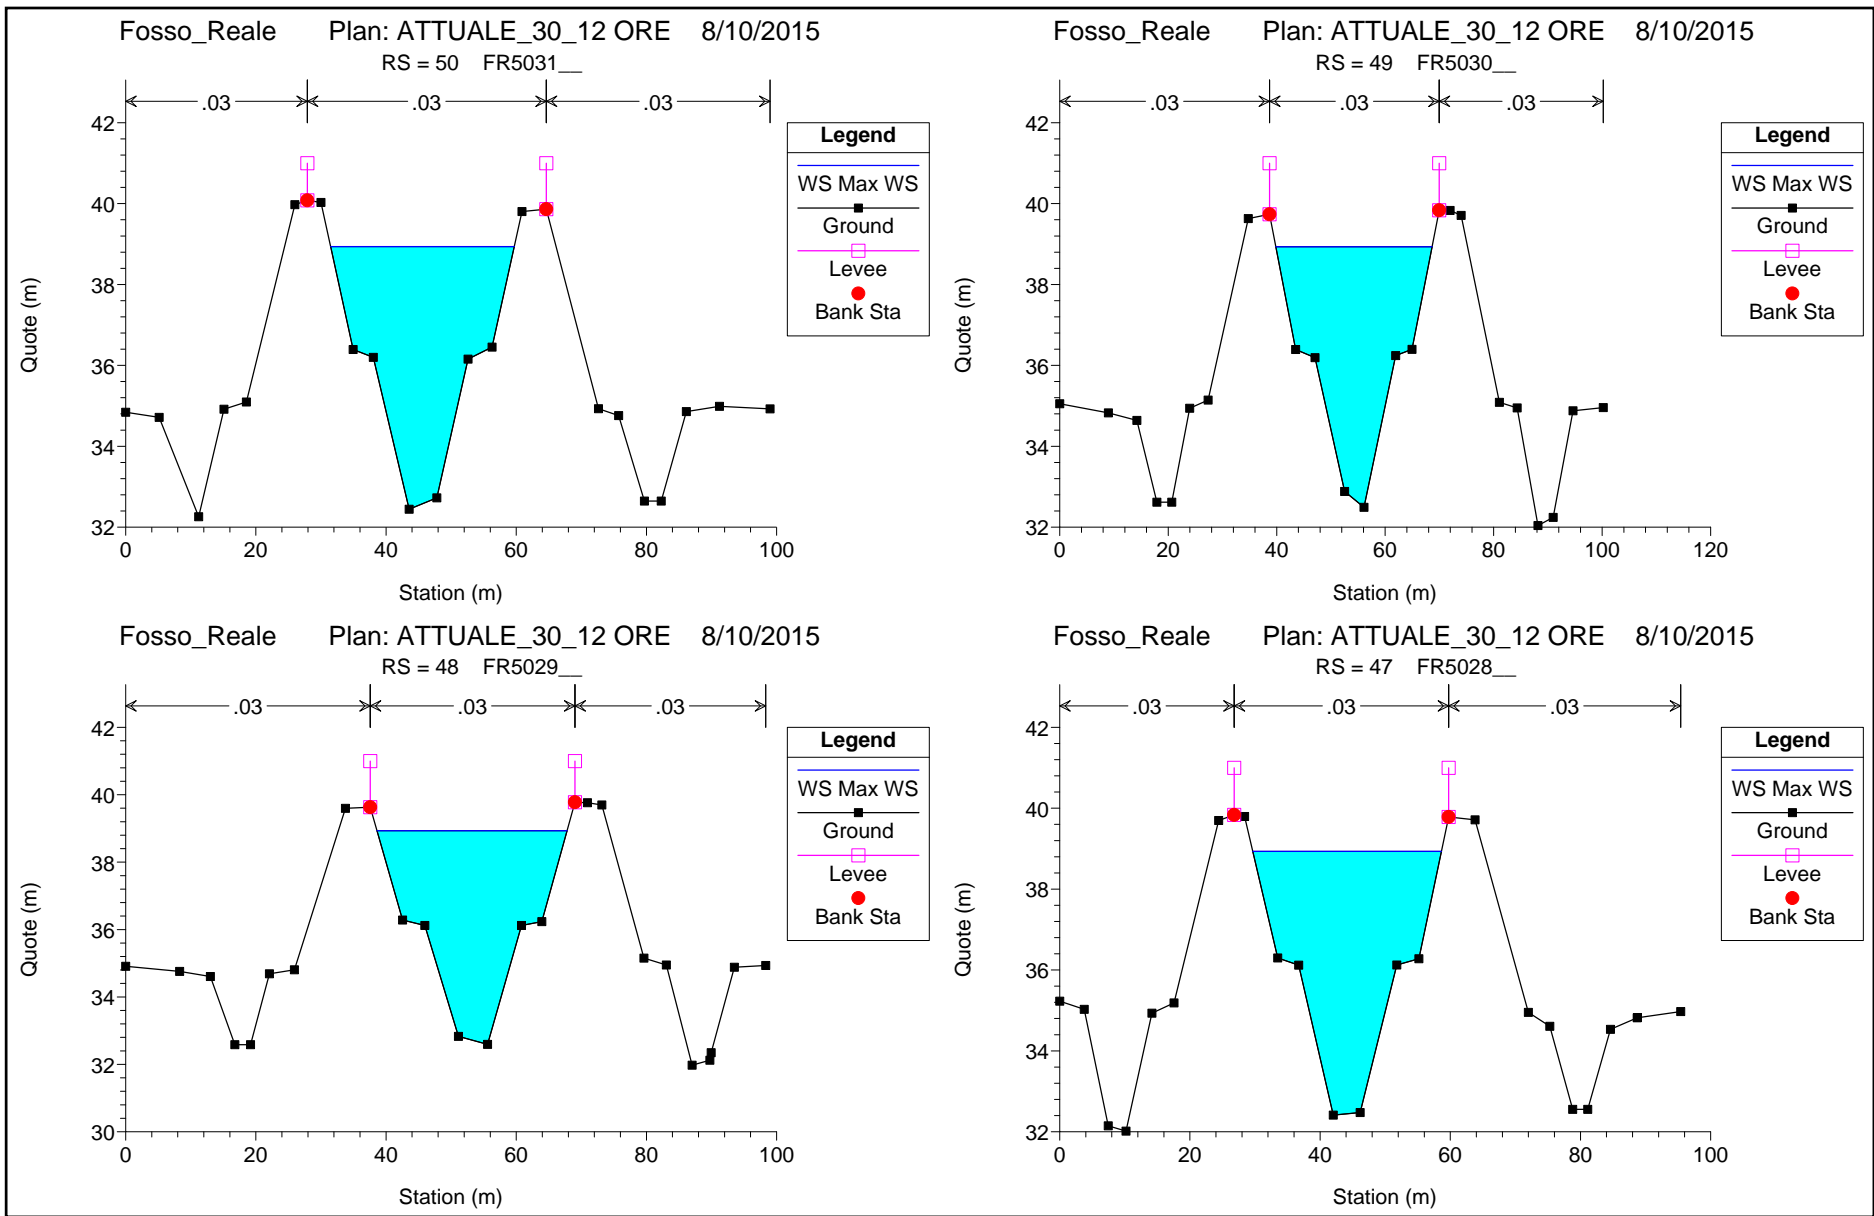 Fosso_Reale Plan: ATTUALE_30_12 ORE 8/10/2015
RS = 50 FR5031__
.03 .03 .03
42
40
38
36
34
32
0 20 40 60 80 100
Quote (m)
Station (m)
Legend
WS Max WS
Ground
Levee
Bank Sta
Fosso_Reale Plan: ATTUALE_30_12 ORE 8/10/2015
RS = 49 FR5030__
.03 .03 .03
42
40
38
36
34
32
0 20 40 60 80 100 120
Quote (m)
Station (m)
Legend
WS Max WS
Ground
Levee
Bank Sta
Fosso_Reale Plan: ATTUALE_30_12 ORE 8/10/2015
RS = 48 FR5029__
.03 .03 .03
42
40
38
36
34
32
30
0 20 40 60 80 100
Quote (m)
Station (m)
Legend
WS Max WS
Ground
Levee
Bank Sta
Fosso_Reale Plan: ATTUALE_30_12 ORE 8/10/2015
RS = 47 FR5028__
.03 .03 .03
42
40
38
36
34
32
0 20 40 60 80 100
Quote (m)
Station (m)
Legend
WS Max WS
Ground
Levee
Bank Sta